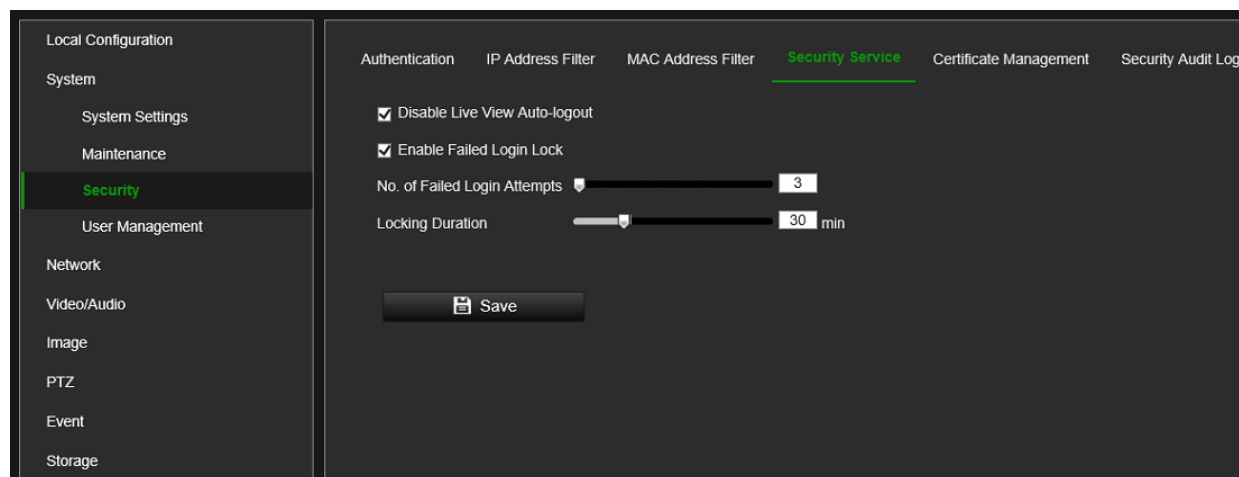 Local Configuration
System
System Settings
Maintenance
Security
User Management
Network
Video/Audio
Image
PTZ
Event
Storage
Authentication IP Address Filter MAC Address Filter Security Service Certificate Management Security Audit Log
Disable Live View Auto-logout
Enable Failed Login Lock
No. of Failed Login Attempts 3
Locking Duration 30 min
Save